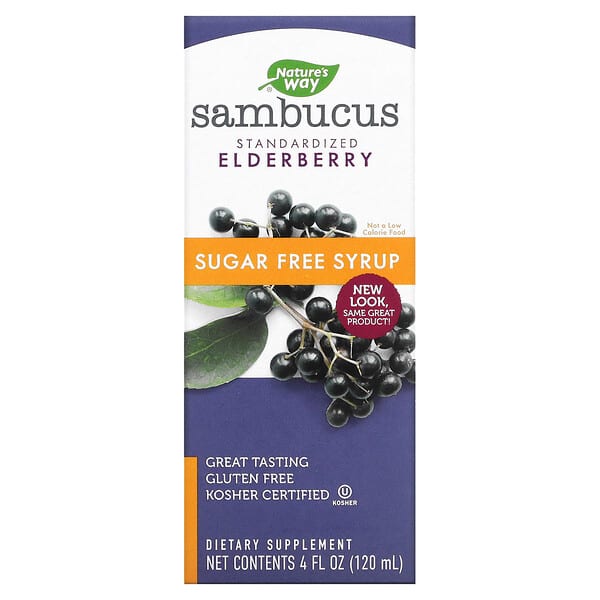 Nature's
Way
®
sambucus
STANDARDIZED
ELDERBERRY
Not a Low
Calorie Food
SUGAR FREE SYRUP
NEW
LOOK,
SAME GREAT
PRODUCT!
GREAT TASTING
GLUTEN FREE
KOSHER CERTIFIED
U
KOSHER
DIETARY SUPPLEMENT
NET CONTENTS 4 FL OZ (120 mL)